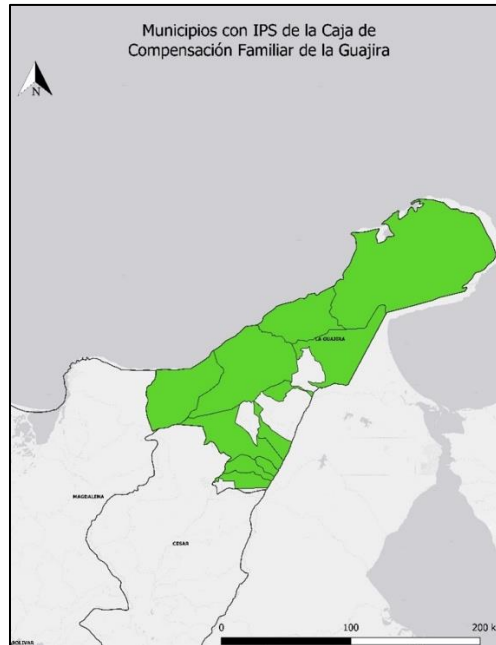 Municipios con IPS de la Caja de
Compensación Familiar de la Guajira
N
LA GUAJIRA
MAGDALENA
CESAR
BOLIVAR
0 100 200 k